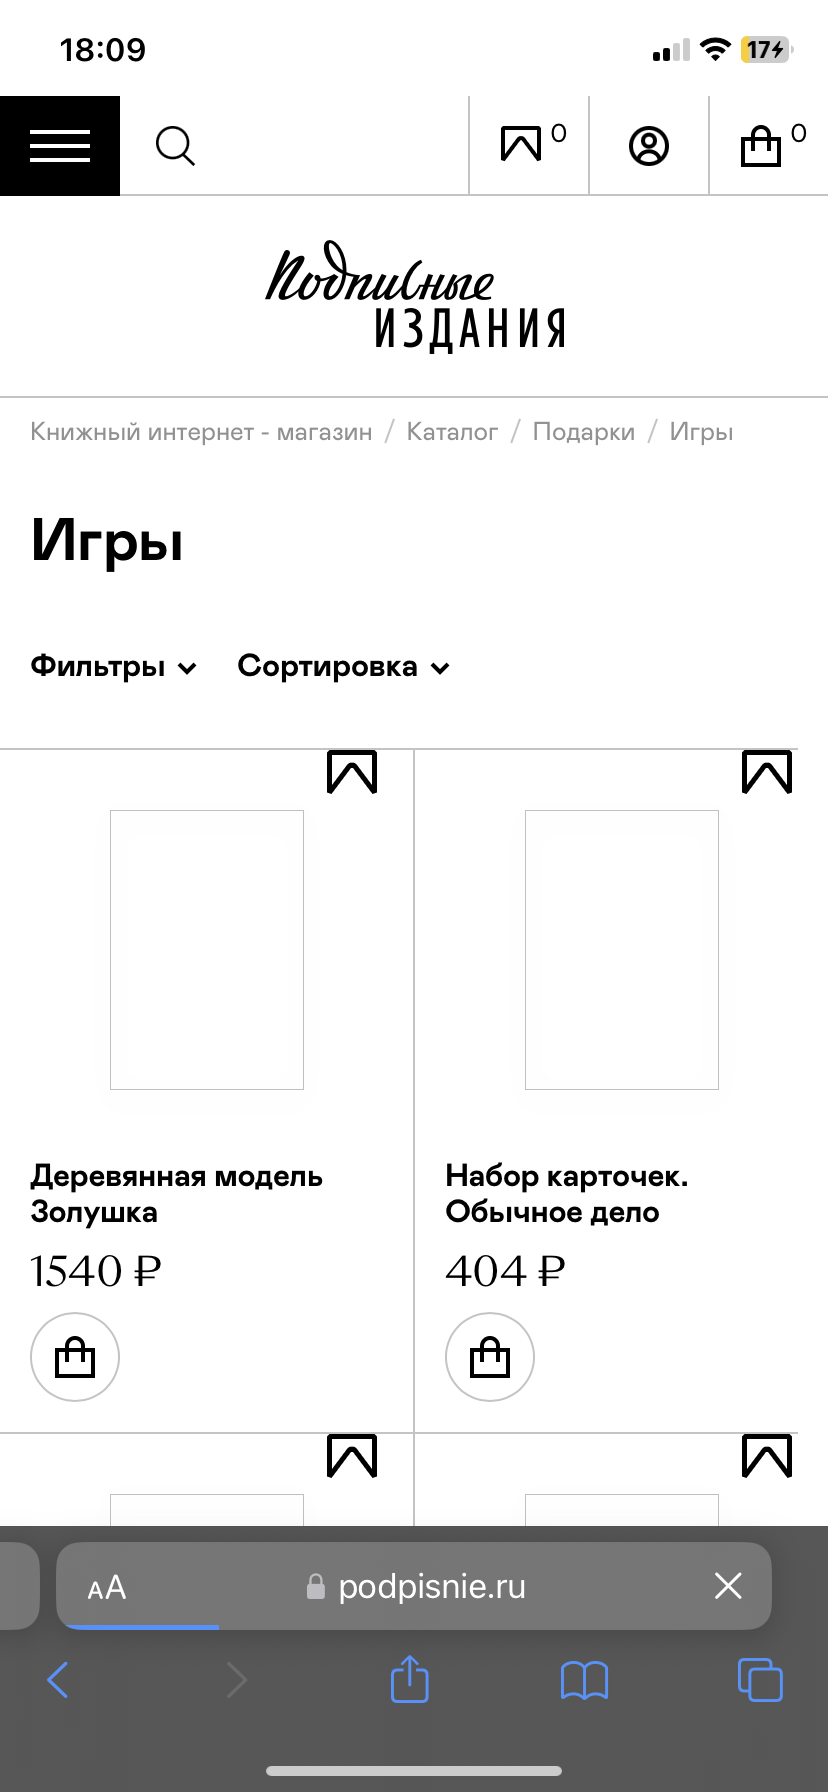 18:09
17
0
0
Подписные
ИЗДАНИЯ
Книжный интернет - магазин / Каталог / Подарки / Игры
Игры
Фильтры Сортировка
Деревянная модель
Золушка
1540 ₽
Набор карточек.
Обычное дело
404 ₽
AA podpisnie.ru